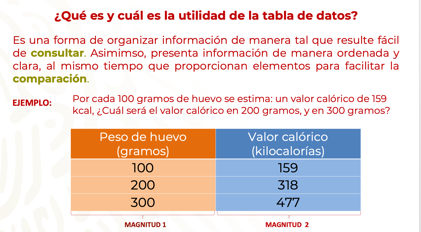 ¿Qué es y cuál es la utilidad de la tabla de datos?
Es una forma de organizar información de manera tal que resulte fácil
de consultar. Asimimso, presenta información de manera ordenada y
clara, al mismo tiempo que proporcionan elementos para facilitar la
comparación.
EJEMPLO:
Por cada 100 gramos de huevo se estima: un valor calórico de 159
kcal, ¿Cuál será el valor calórico en 200 gramos, y en 300 gramos?
Peso de huevo Valor calórico
(gramos) (kilocalorías)
100 159
200 318
300 477
MAGNITUD 1 MAGNITUD 2